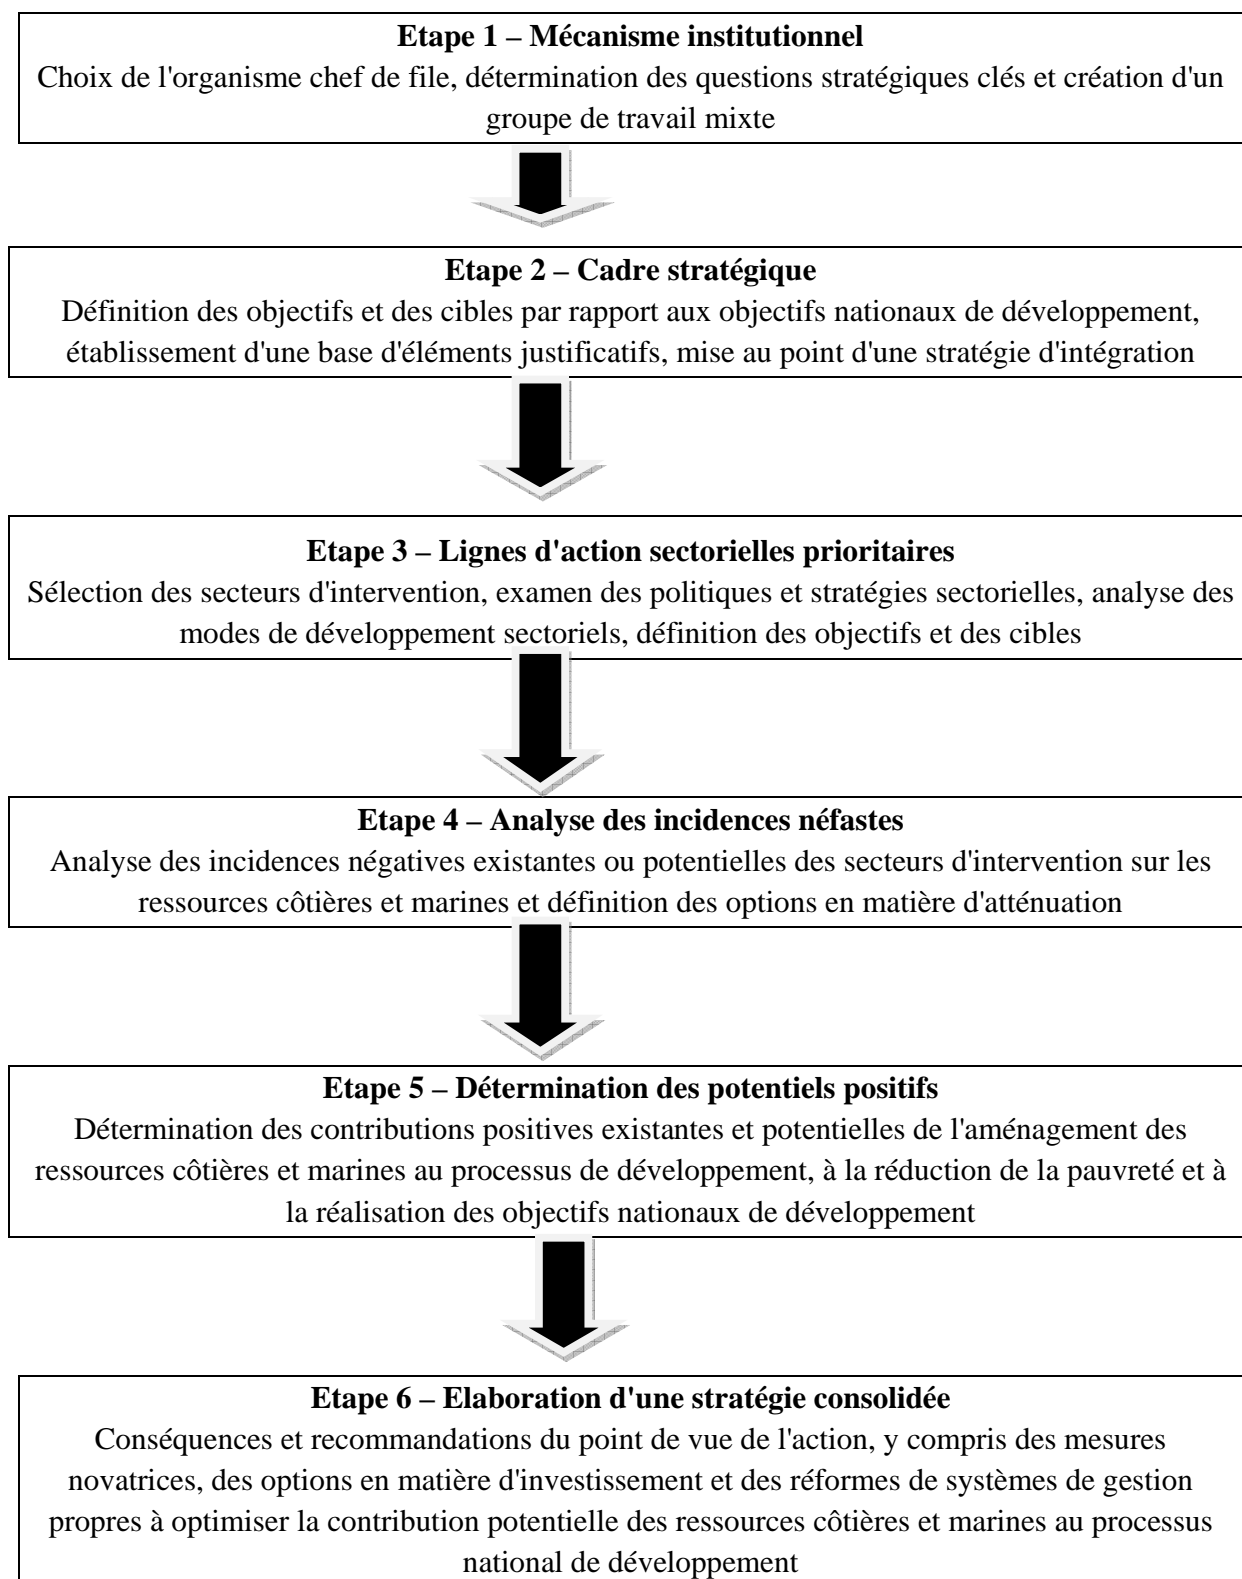 Etape 1 – Mécanisme institutionnel
Choix de l'organisme chef de file, détermination des questions stratégiques clés et création d'un
groupe de travail mixte
Etape 2 – Cadre stratégique
Définition des objectifs et des cibles par rapport aux objectifs nationaux de développement,
établissement d'une base d'éléments justificatifs, mise au point d'une stratégie d'intégration
Etape 3 – Lignes d'action sectorielles prioritaires
Sélection des secteurs d'intervention, examen des politiques et stratégies sectorielles, analyse des
modes de développement sectoriels, définition des objectifs et des cibles
Etape 4 – Analyse des incidences néfastes
Analyse des incidences négatives existantes ou potentielles des secteurs d'intervention sur les
ressources côtières et marines et définition des options en matière d'atténuation
Etape 5 – Détermination des potentiels positifs
Détermination des contributions positives existantes et potentielles de l'aménagement des
ressources côtières et marines au processus de développement, à la réduction de la pauvreté et à
la réalisation des objectifs nationaux de développement
Etape 6 – Elaboration d'une stratégie consolidée
Conséquences et recommandations du point de vue de l'action, y compris des mesures
novatrices, des options en matière d'investissement et des réformes de systèmes de gestion
propres à optimiser la contribution potentielle des ressources côtières et marines au processus
national de développement